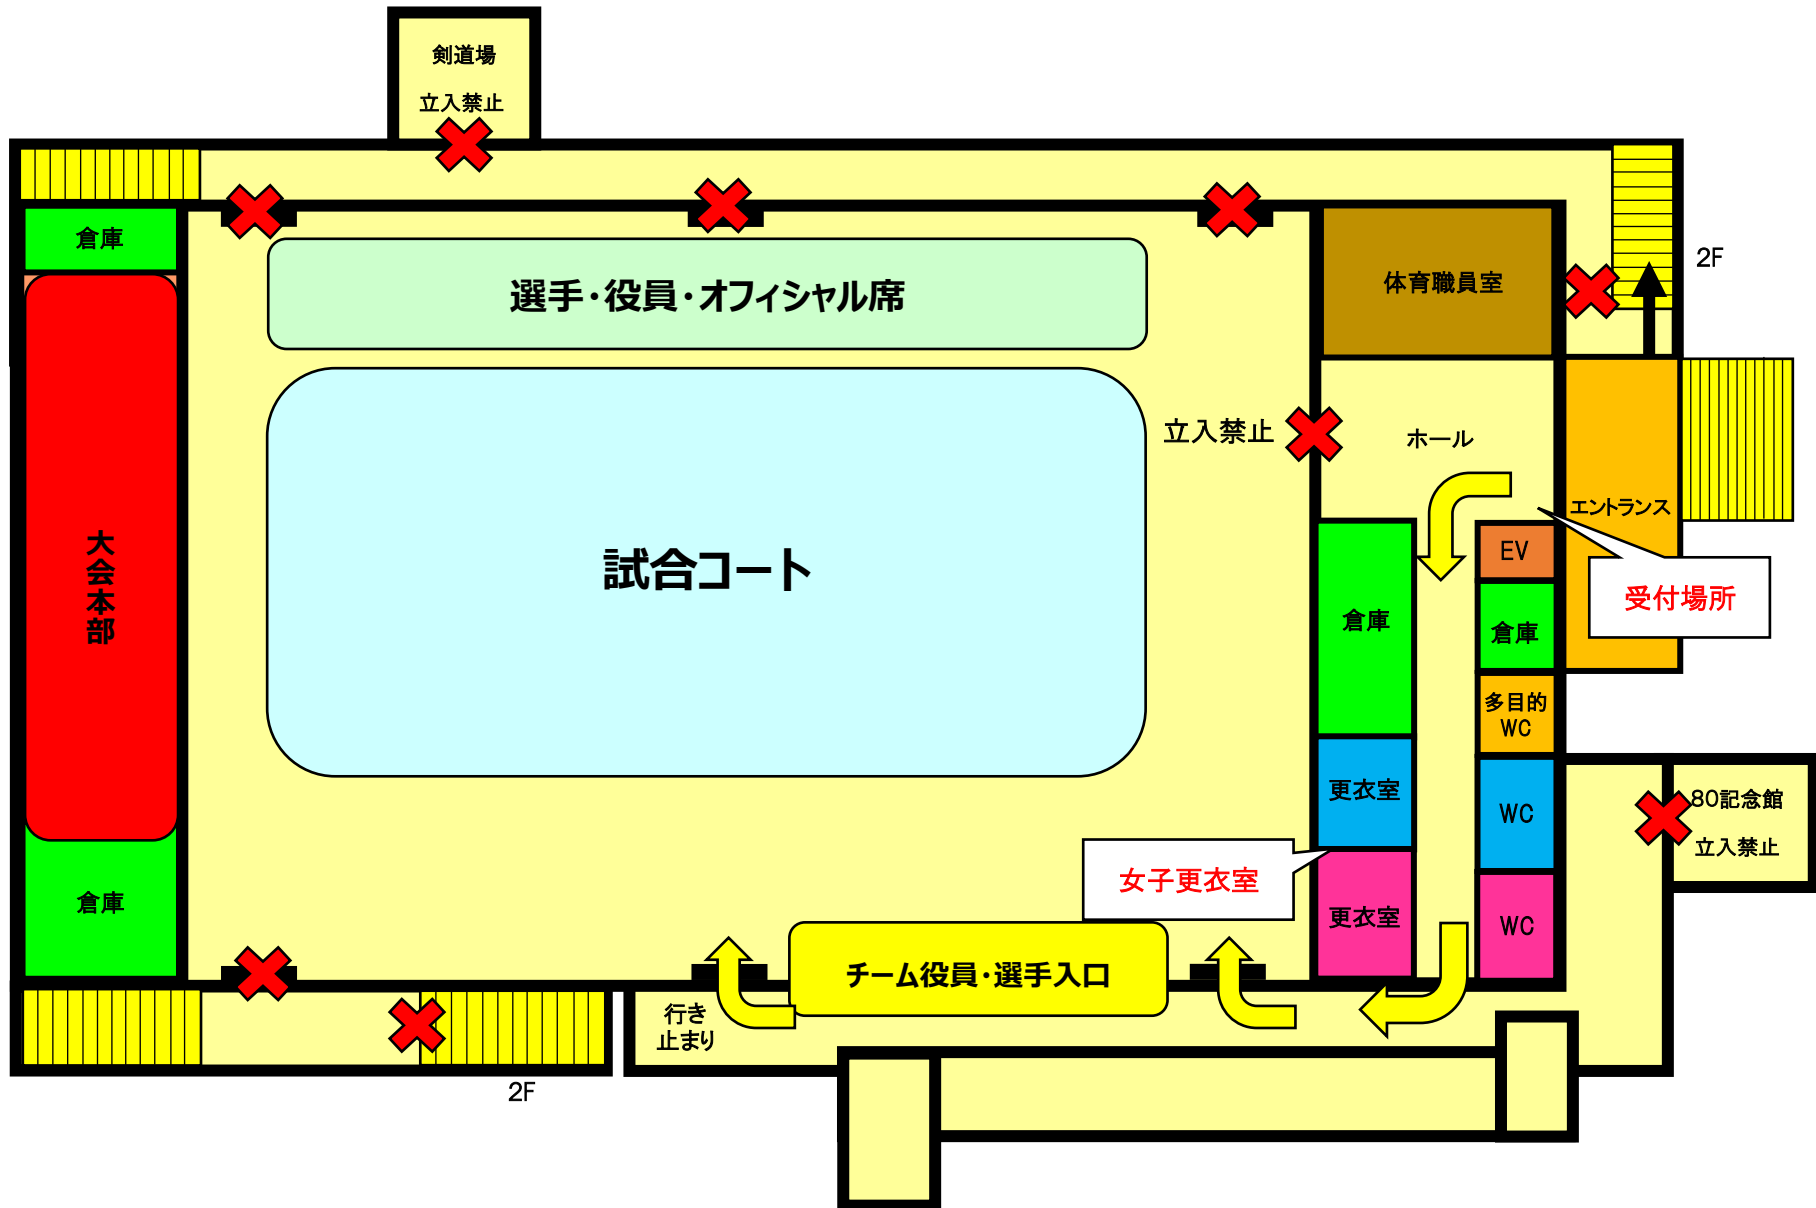 剣道場
立入禁止
倉庫
選手・役員・オフィシャル席
体育職員室
2F
立入禁止
ホール
エントランス
大会本部
試合コート
EV
受付場所
倉庫
倉庫
多目的
WC
更衣室
WC
80記念館
立入禁止
女子更衣室
倉庫
更衣室
WC
チーム役員・選手入口
行き
止まり
2F